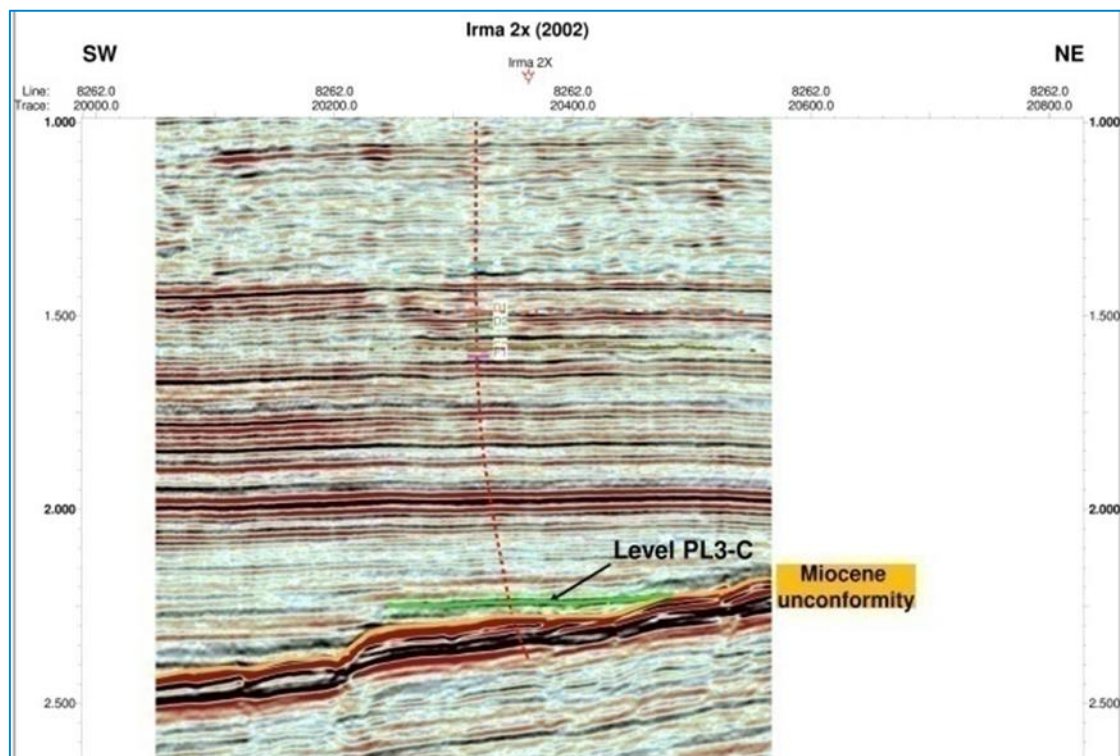 Irma 2x (2002)
SW
NE
Irma 2X
Line: 8262.0 8262.0 8262.0 8262.0 8262.0
Trace: 20000.0 20200.0 20400.0 20600.0 20800.0
1.000 1.000
1.500 1.500
2.000 2.000
Level PL3-C
Miocene
unconformity
2.500 2.500